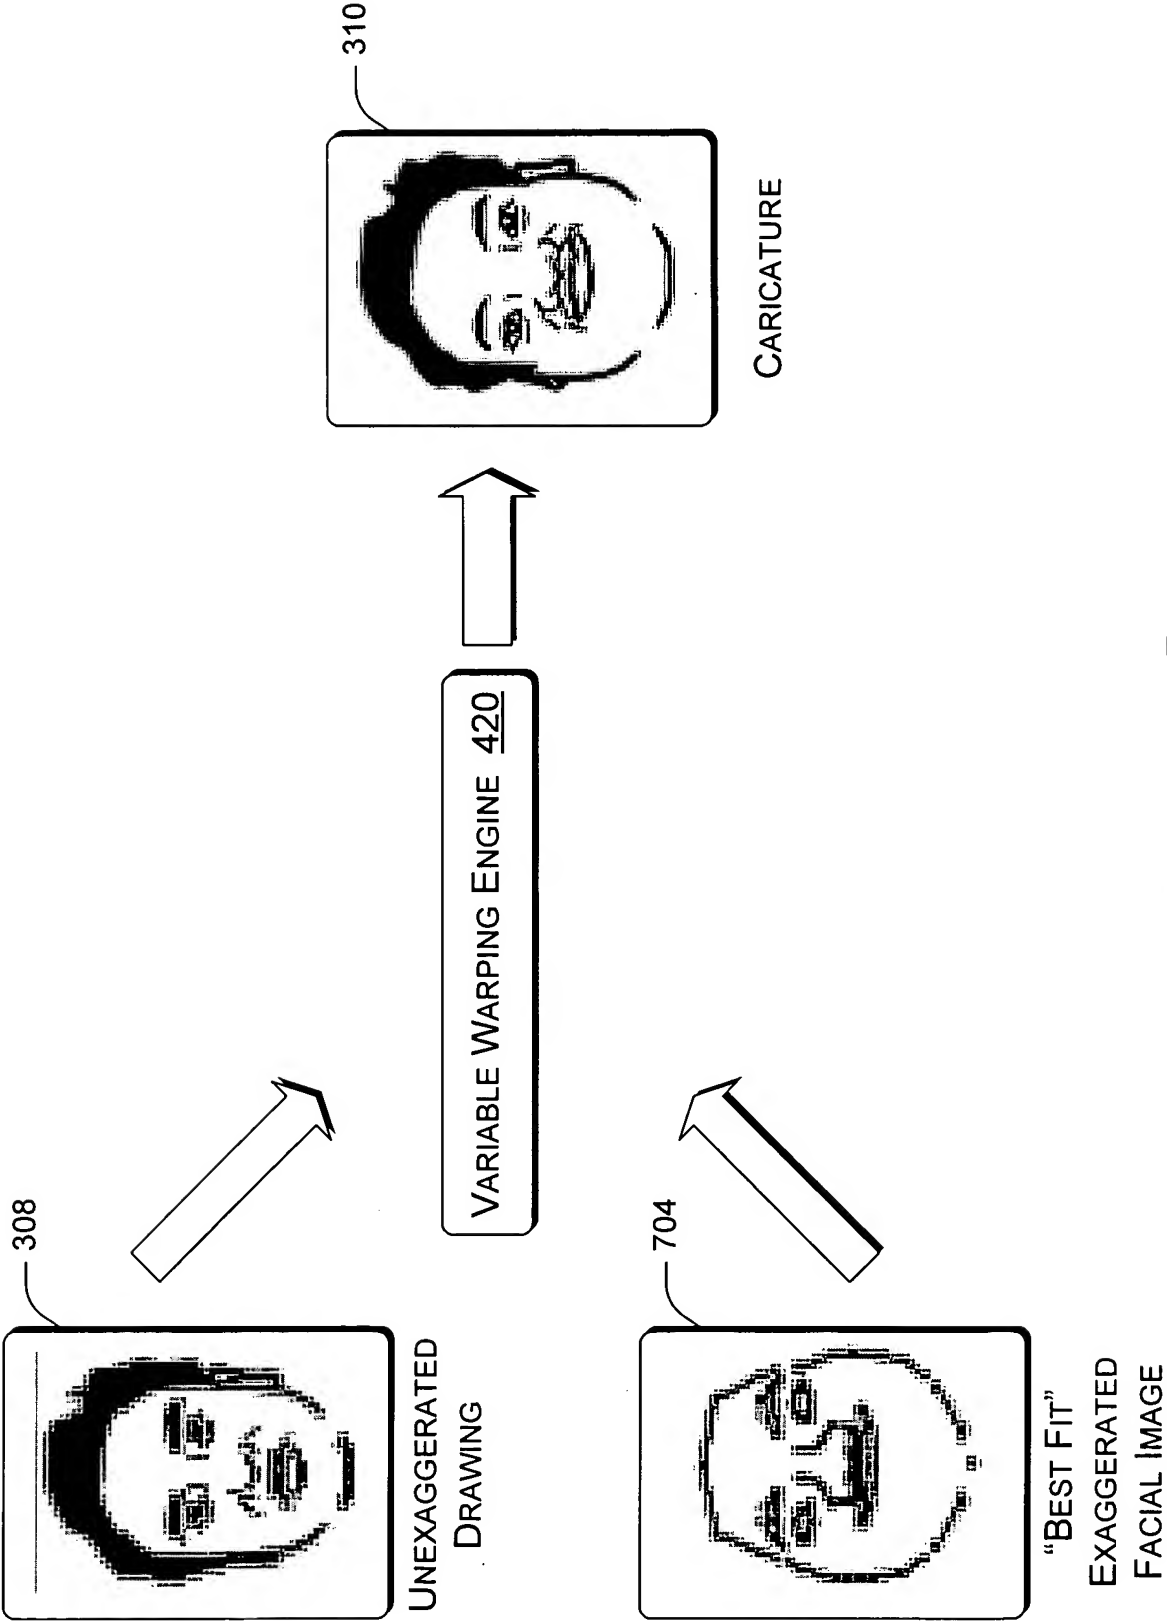 308
UNEXAGGERATED
DRAWING
704
“BEST FIT”
EXAGGERATED
FACIAL IMAGE
VARIABLE WARPING ENGINE 420
310
CARICATURE